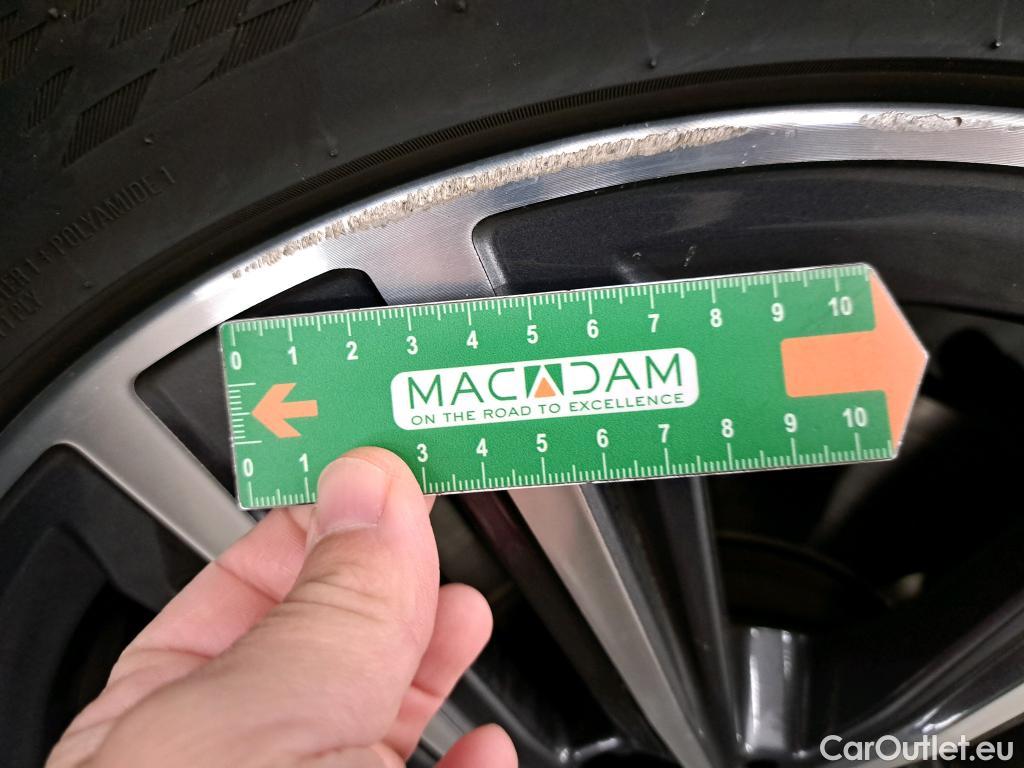 POLYAMIDE 1
0 1 2 3 4 5 6 7 8 9 10
MACADAM
ON THE ROAD TO EXCELLENCE
0 1 3 4 5 6 7 8 9 10
CarOutlet.eu